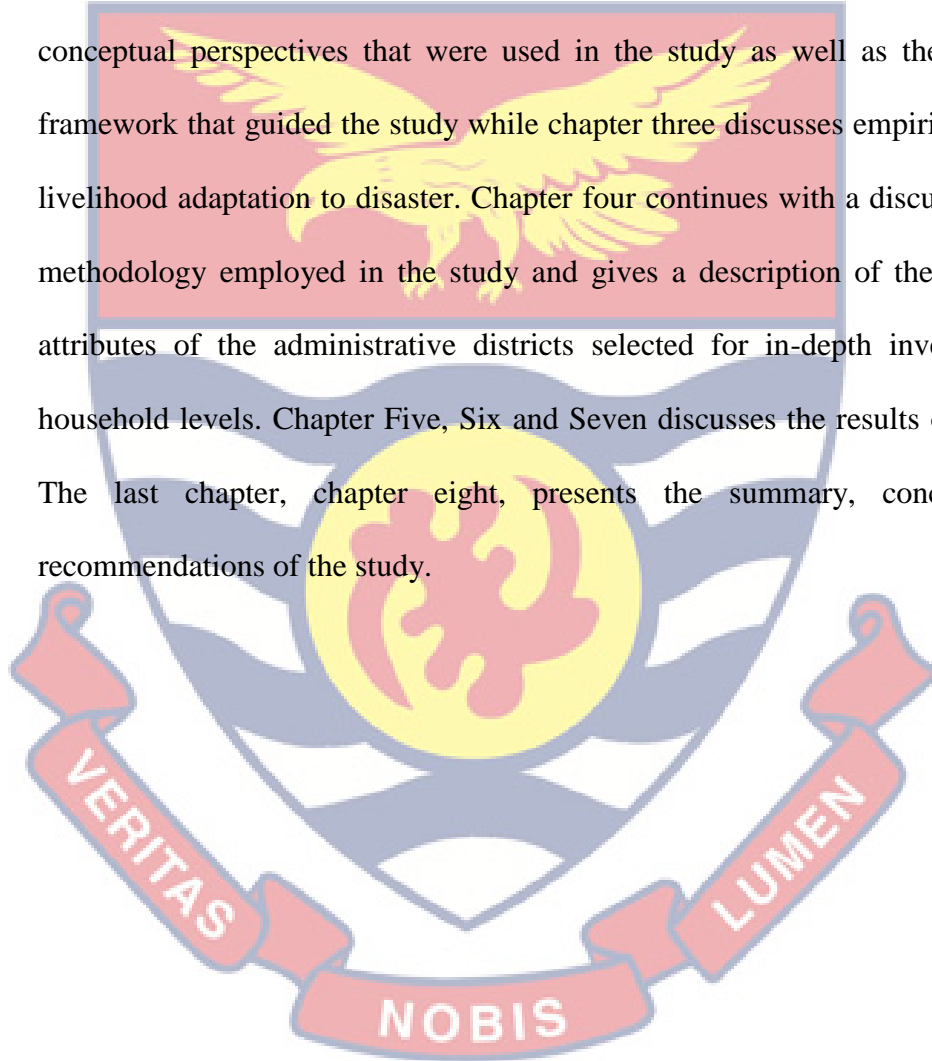 conceptual perspectives that were used in the study as well as the
framework that guided the study while chapter three discusses empiri
livelihood adaptation to disaster. Chapter four continues with a discu
methodology employed in the study and gives a description of the
attributes of the administrative districts selected for in-depth inve
household levels. Chapter Five, Six and Seven discusses the results
The last chapter, chapter eight, presents the summary, conc
recommendations of the study.
VERITAS
NOBIS
LUMEN